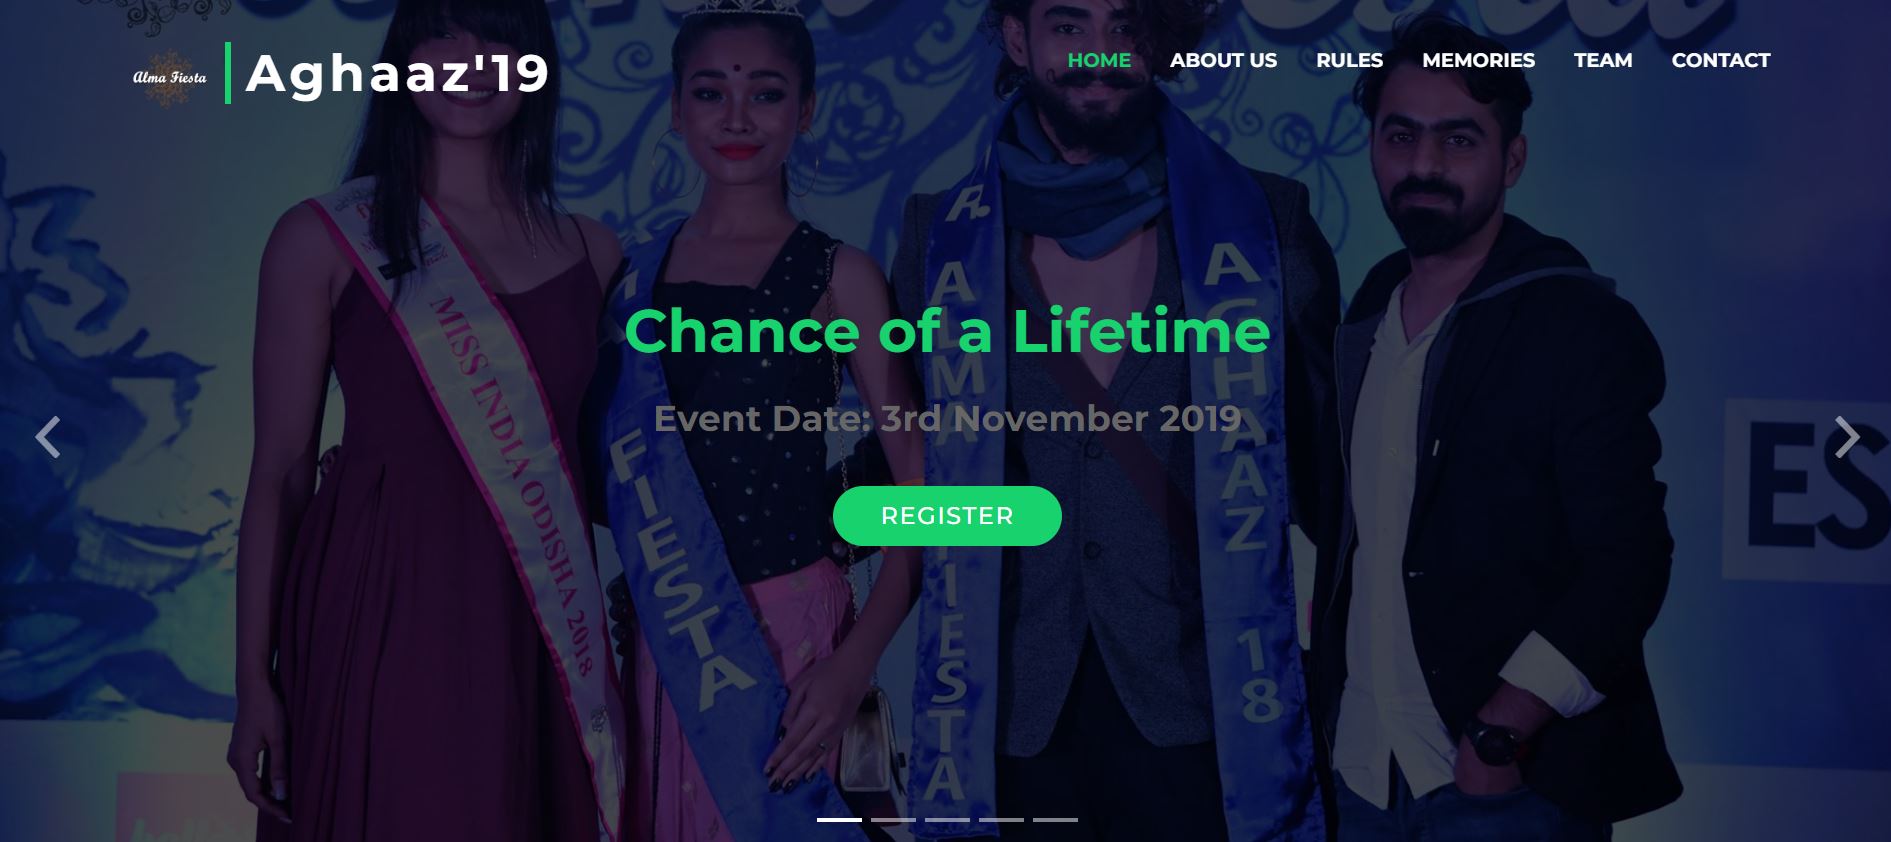 Alma Fiesta
Aghaaz'19
HOME
ABOUT US
RULES
MEMORIES
TEAM
CONTACT
MISS INDIA ODISHA 2018
FIESTA
R. ALMA FIESTA
AGHAAZ 18
Chance of a Lifetime
Event Date: 3rd November 2019
REGISTER
ES